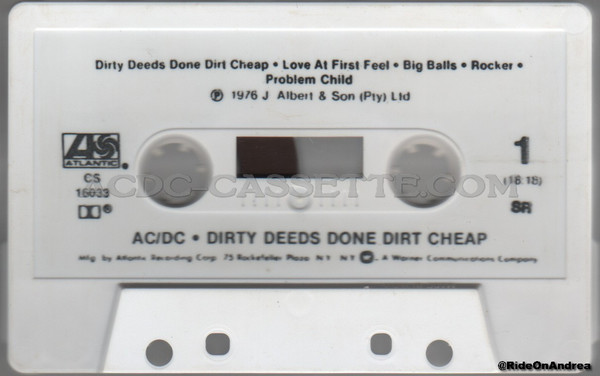 Dirty Deeds Done Dirt Cheap • Love At First Feel • Big Balls • Rocker •
Problem Child
℗ 1976 J Albert & Son (Pty) Ltd
ATLANTIC
1
CS
16033
(18:18)
ACDC-CASSETTE.COM
SR
AC/DC • DIRTY DEEDS DONE DIRT CHEAP
Mfg by Atlantic Recording Corp 75 Rockefeller Plaza N Y N Y A Warner Communications Company
@RideOnAndrea